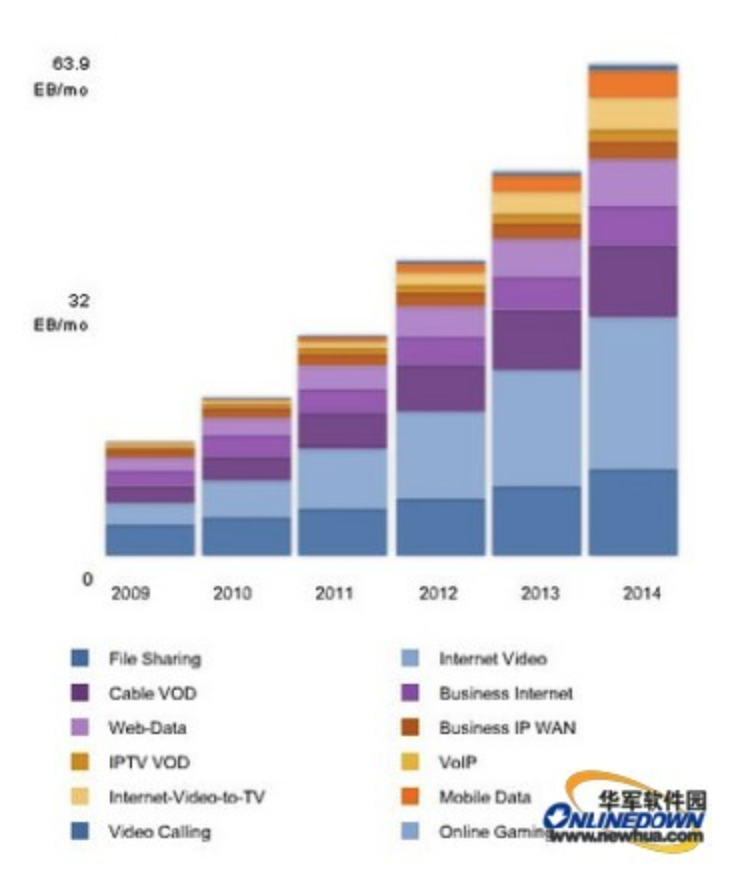 63.9
EB/mo
32
EB/mo
0
2009 2010 2011 2012 2013 2014
File Sharing Internet Video
Cable VOD Business Internet
Web-Data Business IP WAN
IPTV VOD VoIP
Internet-Video-to-TV Mobile Data
Video Calling Online Gaming
华军软件园
ONLINEDOWN
www.newhua.com